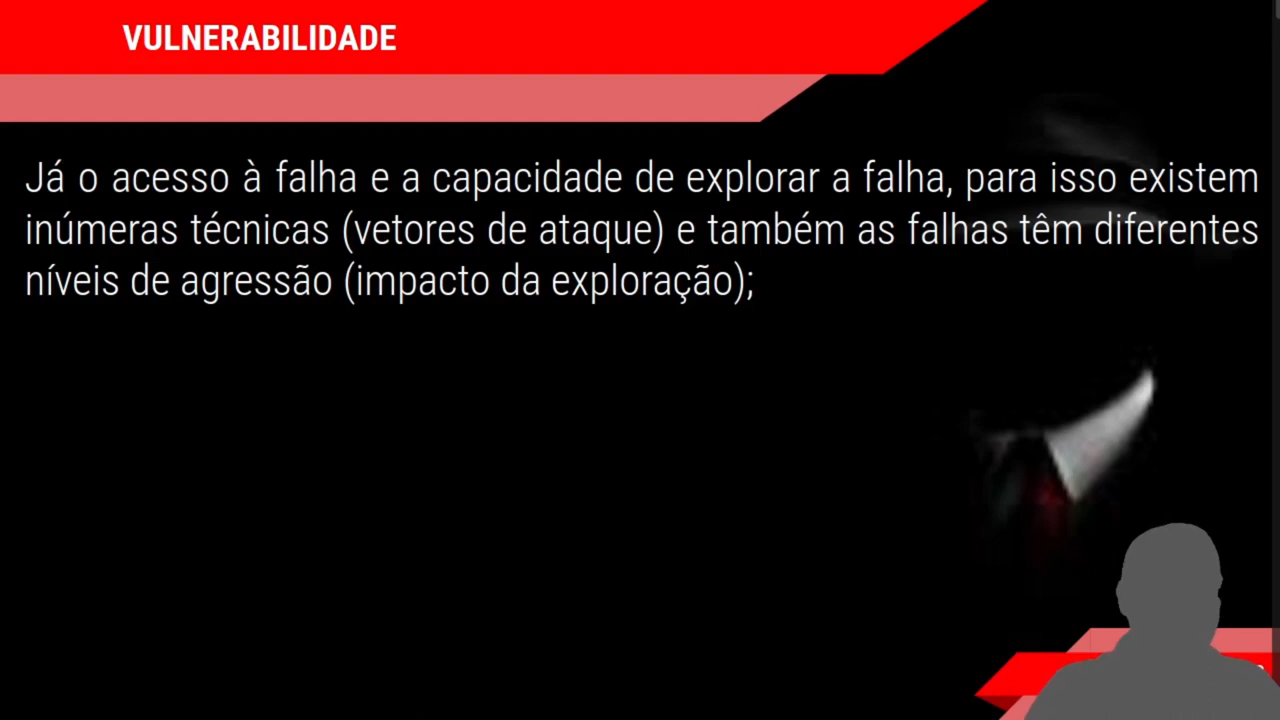 VULNERABILIDADE
Já o acesso à falha e a capacidade de explorar a falha, para isso existem
inúmeras técnicas (vetores de ataque) e também as falhas têm diferentes
níveis de agressão (impacto da exploração);